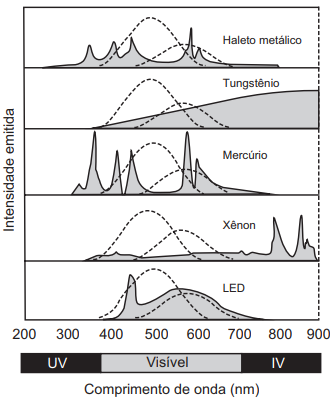 Intensidade emitida
Haleto metálico
Tungstênio
Mercúrio
Xênon
LED
200 300 400 500 600 700 800 900
UV Visível IV
Comprimento de onda (nm)